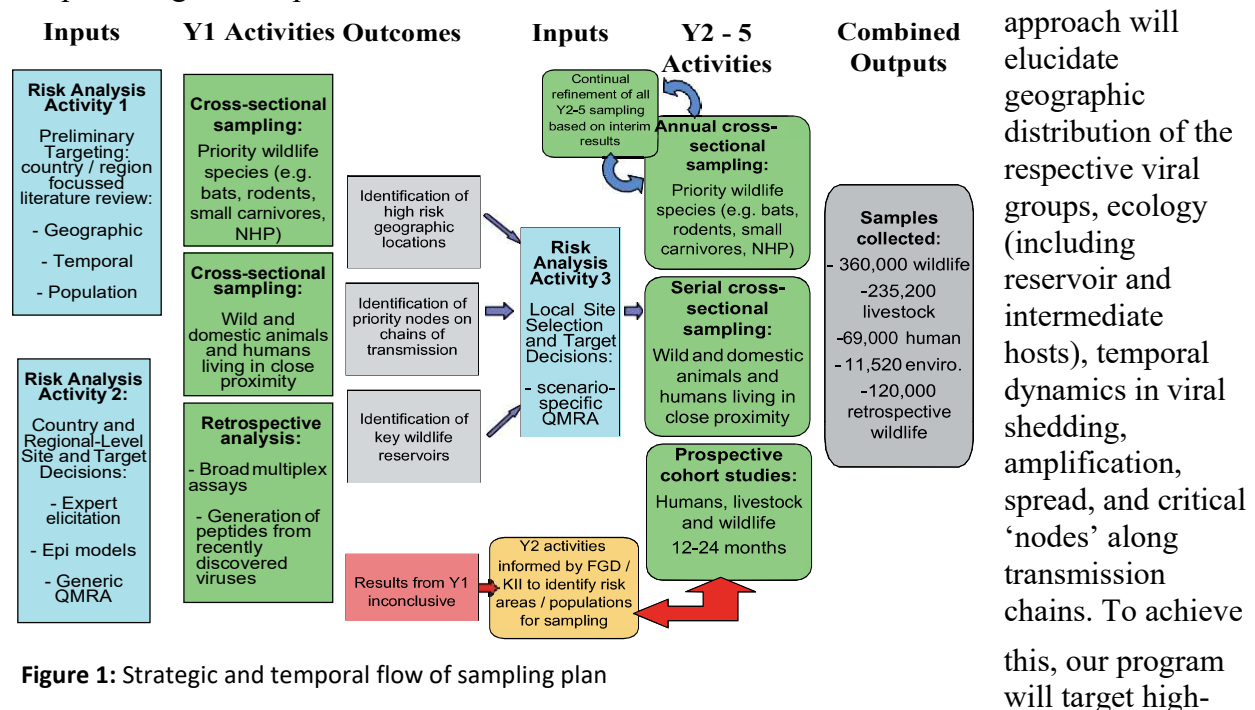 Inputs
Y1 Activities
Outcomes
Inputs
Y2 - 5
Activities
Combined
Outputs
Risk Analysis
Activity 1
Preliminary
Targeting:
country / region
focussed
literature review:
- Geographic
- Temporal
- Population
Risk Analysis
Activity 2:
Country and
Regional-Level
Site and Target
Decisions:
- Expert
elicitation
- Epi models
- Generic
QMRA
Cross-sectional
sampling:
Priority wildlife
species (e.g.
bats, rodents,
small carnivores,
NHP)
Cross-sectional
sampling:
Wild and
domestic animals
and humans
living in close
proximity
Retrospective
analysis:
- Broad multiplex
assays
- Generation of
peptides from
recently
discovered
viruses
Identification of
high risk
geographic
locations
Identification of
priority nodes on
chains of
transmission
Identification of
key wildlife
reservoirs
Results from Y1
inconclusive
Risk
Analysis
Activity 3
Local Site
Selection
and Target
Decisions:
- scenario-
specific
QMRA
Y2 activities
informed by FGD /
KII to identify risk
areas / populations
for sampling
Continual
refinement of all
Y2-5 sampling
based on interim
results
Annual cross-
sectional
sampling:
Priority wildlife
species (e.g. bats,
rodents, small
carnivores, NHP)
Serial cross-
sectional
sampling:
Wild and domestic
animals and
humans living in
close proximity
Prospective
cohort studies:
Humans, livestock
and wildlife
12-24 months
Samples
collected:
- 360,000 wildlife
-235,200
livestock
-69,000 human
- 11,520 enviro.
-120,000
retrospective
wildlife
Figure 1: Strategic and temporal flow of sampling plan
approach will
elucidate
geographic
distribution of the
respective viral
groups, ecology
(including
reservoir and
intermediate
hosts), temporal
dynamics in viral
shedding,
amplification,
spread, and critical
‘nodes’ along
transmission
chains. To achieve
this, our program
will target high-